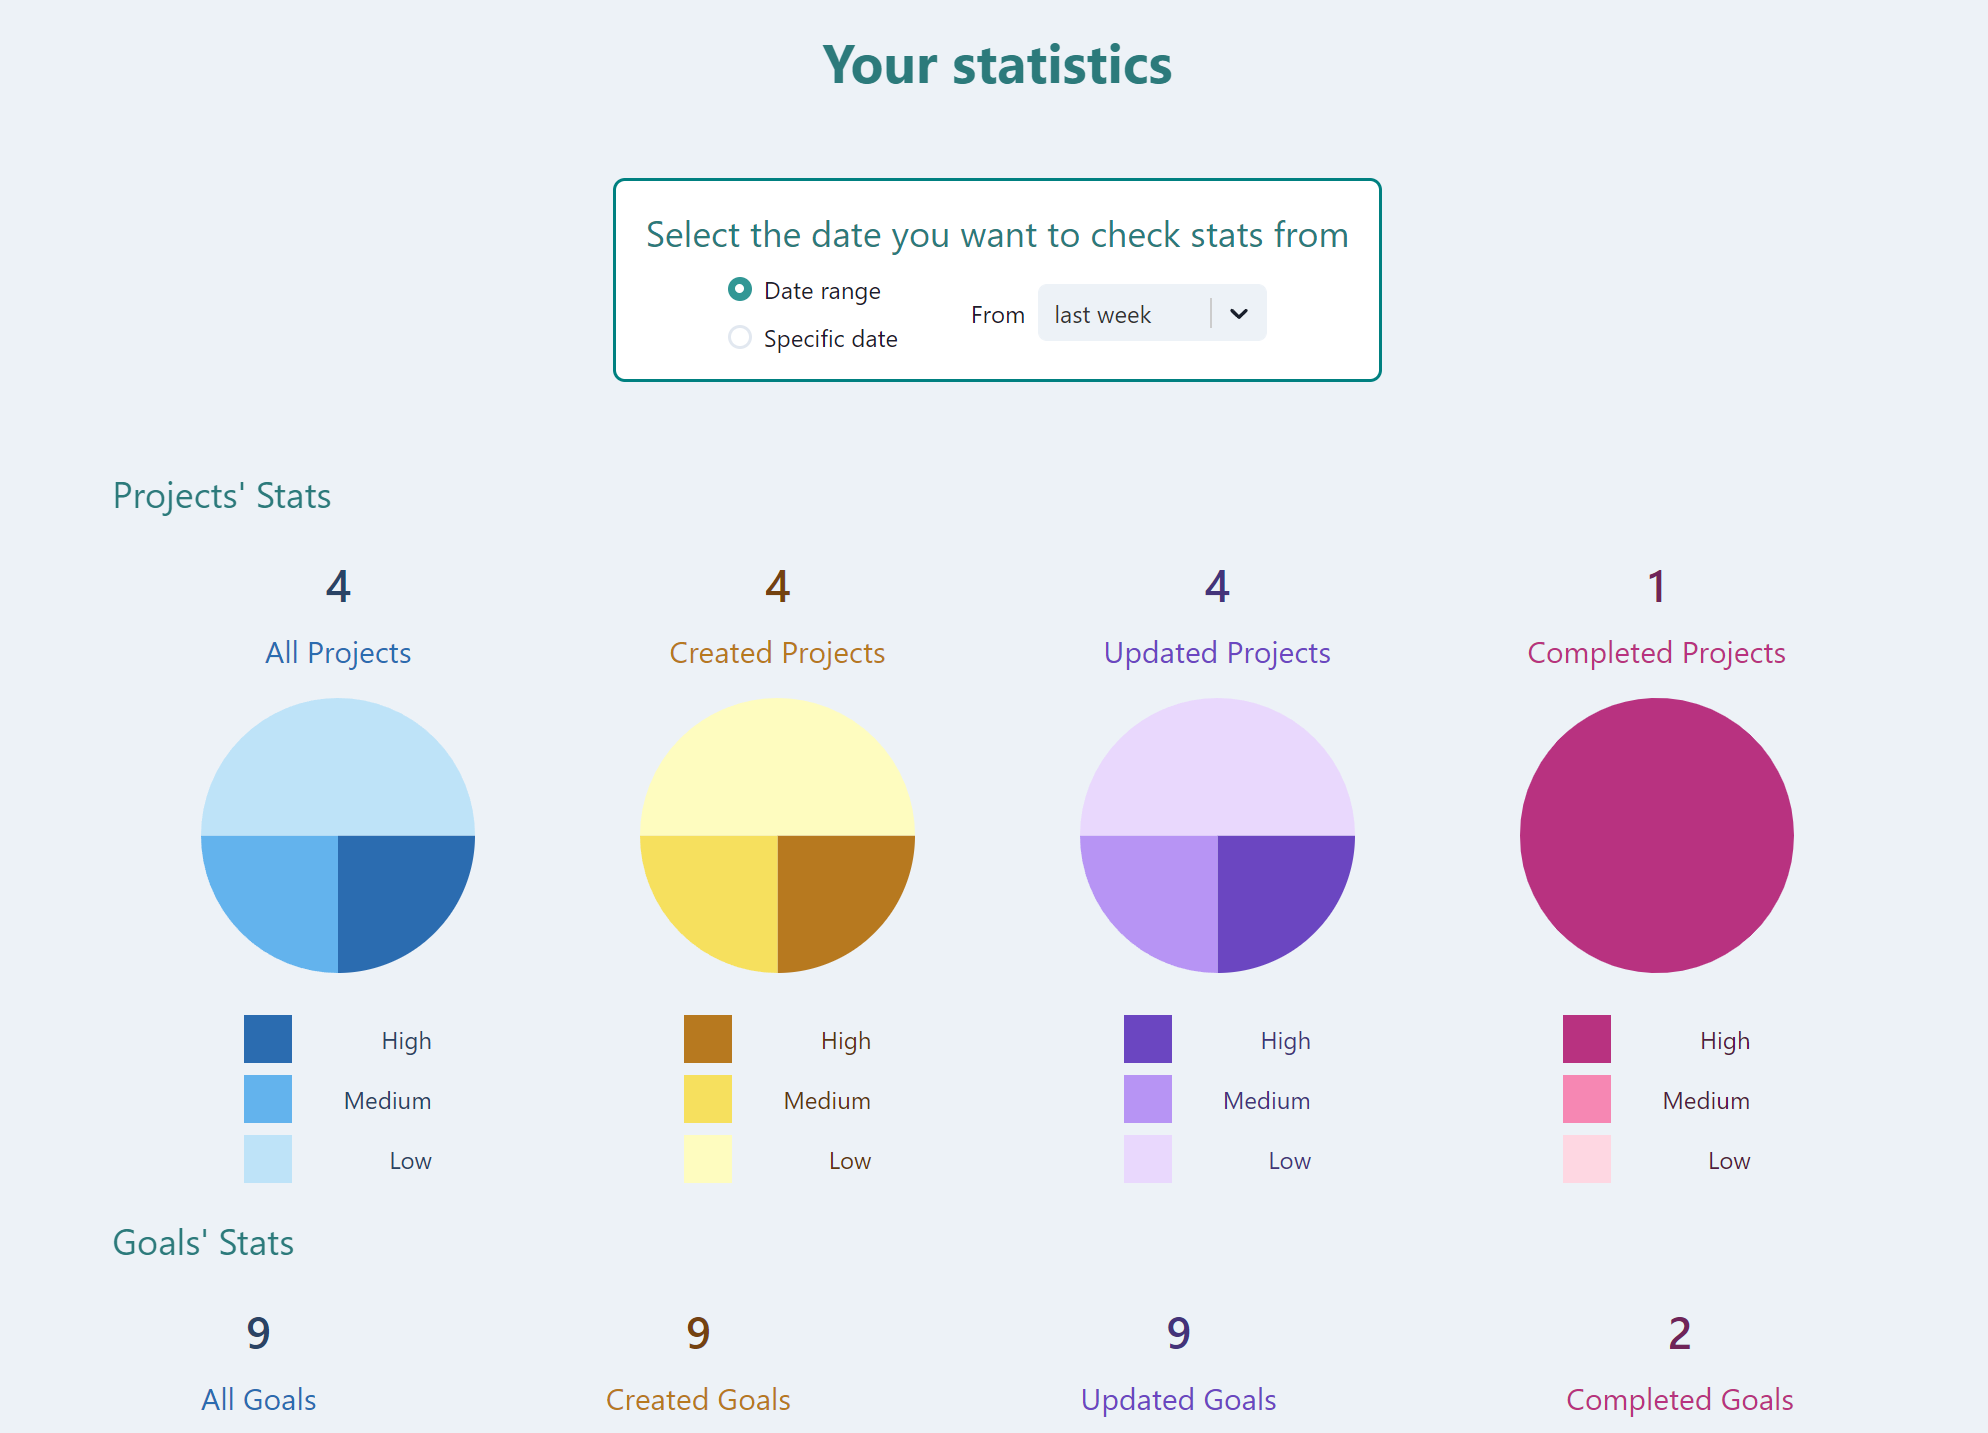 Your statistics
Select the date you want to check stats from
Date range
Specific date
From last week
Projects' Stats
4 4 4 1
All Projects Created Projects Updated Projects Completed Projects
High High High High
Medium Medium Medium Medium
Low Low Low Low
Goals' Stats
9 9 9 2
All Goals Created Goals Updated Goals Completed Goals